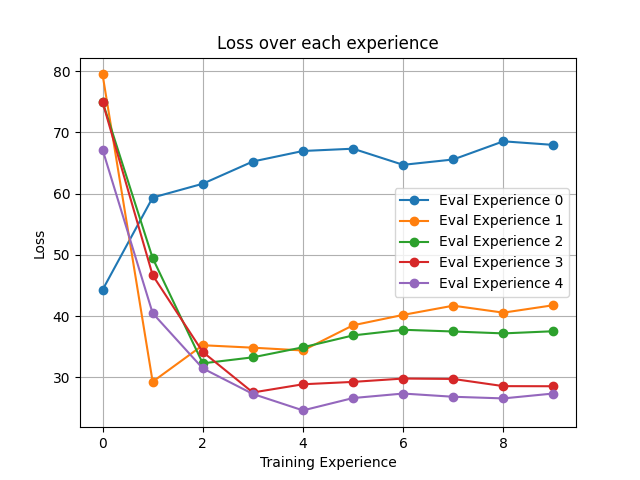 Loss over each experience
80
70
60
50
40
30
Loss
Eval Experience 0
Eval Experience 1
Eval Experience 2
Eval Experience 3
Eval Experience 4
0 2 4 6 8
Training Experience